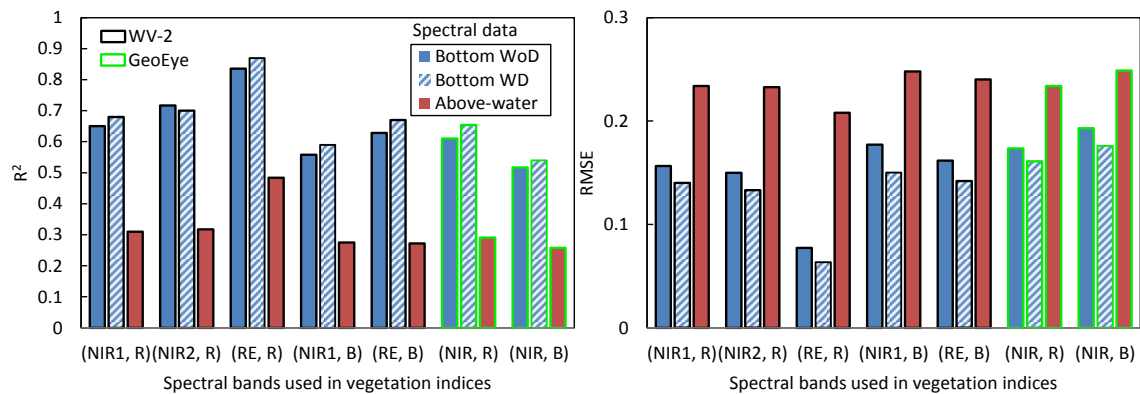 1
0.9
0.8
0.7
0.6
0.5
0.4
0.3
0.2
0.1
0
R²
WV-2
GeoEye
Spectral data
Bottom WoD
Bottom WD
Above-water
(NIR1, R) (NIR2, R) (RE, R) (NIR1, B) (RE, B) (NIR, R) (NIR, B)
Spectral bands used in vegetation indices
0.3
0.2
0.1
0
RMSE
(NIR1, R) (NIR2, R) (RE, R) (NIR1, B) (RE, B) (NIR, R) (NIR, B)
Spectral bands used in vegetation indices